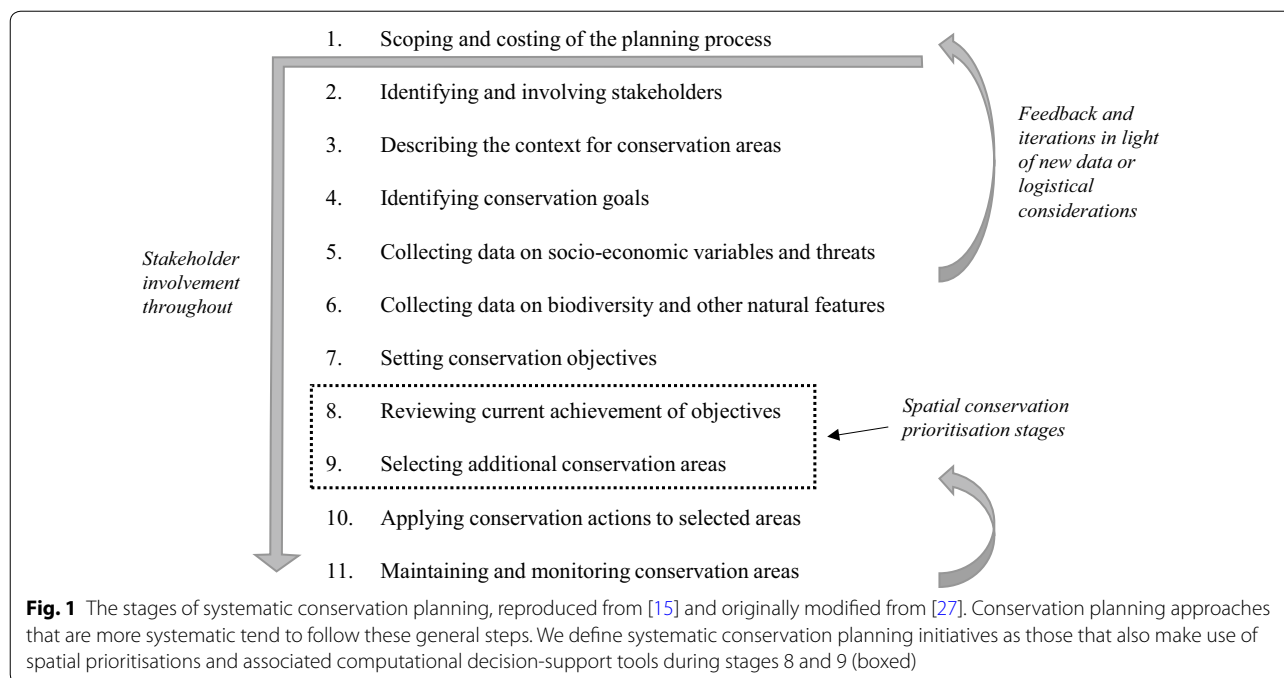 1. Scoping and costing of the planning process
2. Identifying and involving stakeholders
3. Describing the context for conservation areas
4. Identifying conservation goals
5. Collecting data on socio-economic variables and threats
6. Collecting data on biodiversity and other natural features
7. Setting conservation objectives
8. Reviewing current achievement of objectives
9. Selecting additional conservation areas
10. Applying conservation actions to selected areas
11. Maintaining and monitoring conservation areas
Stakeholder
involvement
throughout
Feedback and
iterations in light
of new data or
logistical
considerations
Spatial conservation
prioritisation stages
Fig. 1 The stages of systematic conservation planning, reproduced from [15] and originally modified from [27]. Conservation planning approaches
that are more systematic tend to follow these general steps. We define systematic conservation planning initiatives as those that also make use of
spatial prioritisations and associated computational decision-support tools during stages 8 and 9 (boxed)